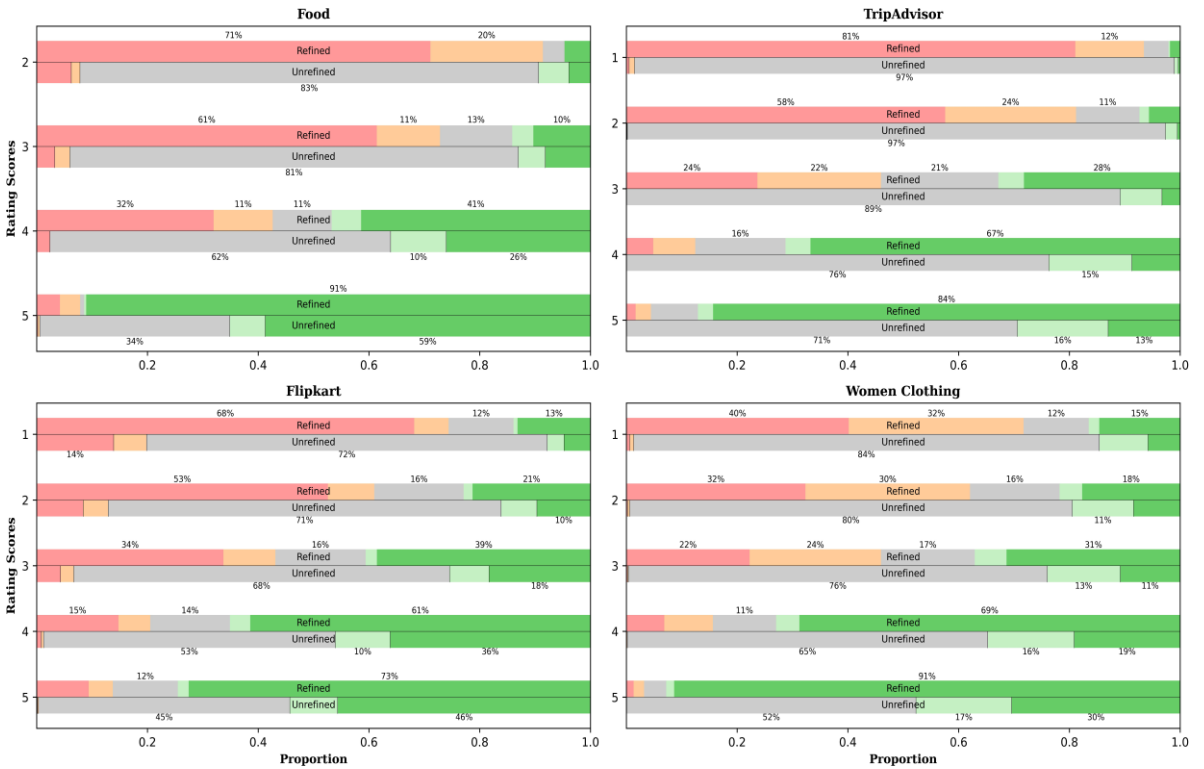 Food
71% 20%
Refined
2
Unrefined
83%
61% 11% 13% 10%
Refined
3
Unrefined
81%
32% 11% 11% 41%
Refined
4
Unrefined
62% 10% 26%
91%
Refined
5
Unrefined
34% 59%
0.2 0.4 0.6 0.8 1.0
Rating Scores
TripAdvisor
81% 12%
Refined
1
Unrefined
97%
58% 24% 11%
Refined
2
Unrefined
97%
24% 22% 21% 28%
Refined
3
Unrefined
89%
16% 67%
Refined
4
Unrefined
76% 15%
84%
Refined
5
Unrefined
71% 16% 13%
0.2 0.4 0.6 0.8 1.0
Flipkart
68% 12% 13%
Refined
1
Unrefined
14% 72%
53% 16% 21%
Refined
2
Unrefined
71% 10%
34% 16% 39%
Refined
3
Unrefined
68% 18%
15% 14% 61%
Refined
4
Unrefined
53% 10% 36%
12% 73%
Refined
5
Unrefined
45% 46%
0.2 0.4 0.6 0.8 1.0
Proportion
Rating Scores
Women Clothing
40% 32% 12% 15%
Refined
1
Unrefined
84%
32% 30% 16% 18%
Refined
2
Unrefined
80% 11%
22% 24% 17% 31%
Refined
3
Unrefined
76% 13% 11%
11% 69%
Refined
4
Unrefined
65% 16% 19%
91%
Refined
5
Unrefined
52% 17% 30%
0.2 0.4 0.6 0.8 1.0
Proportion